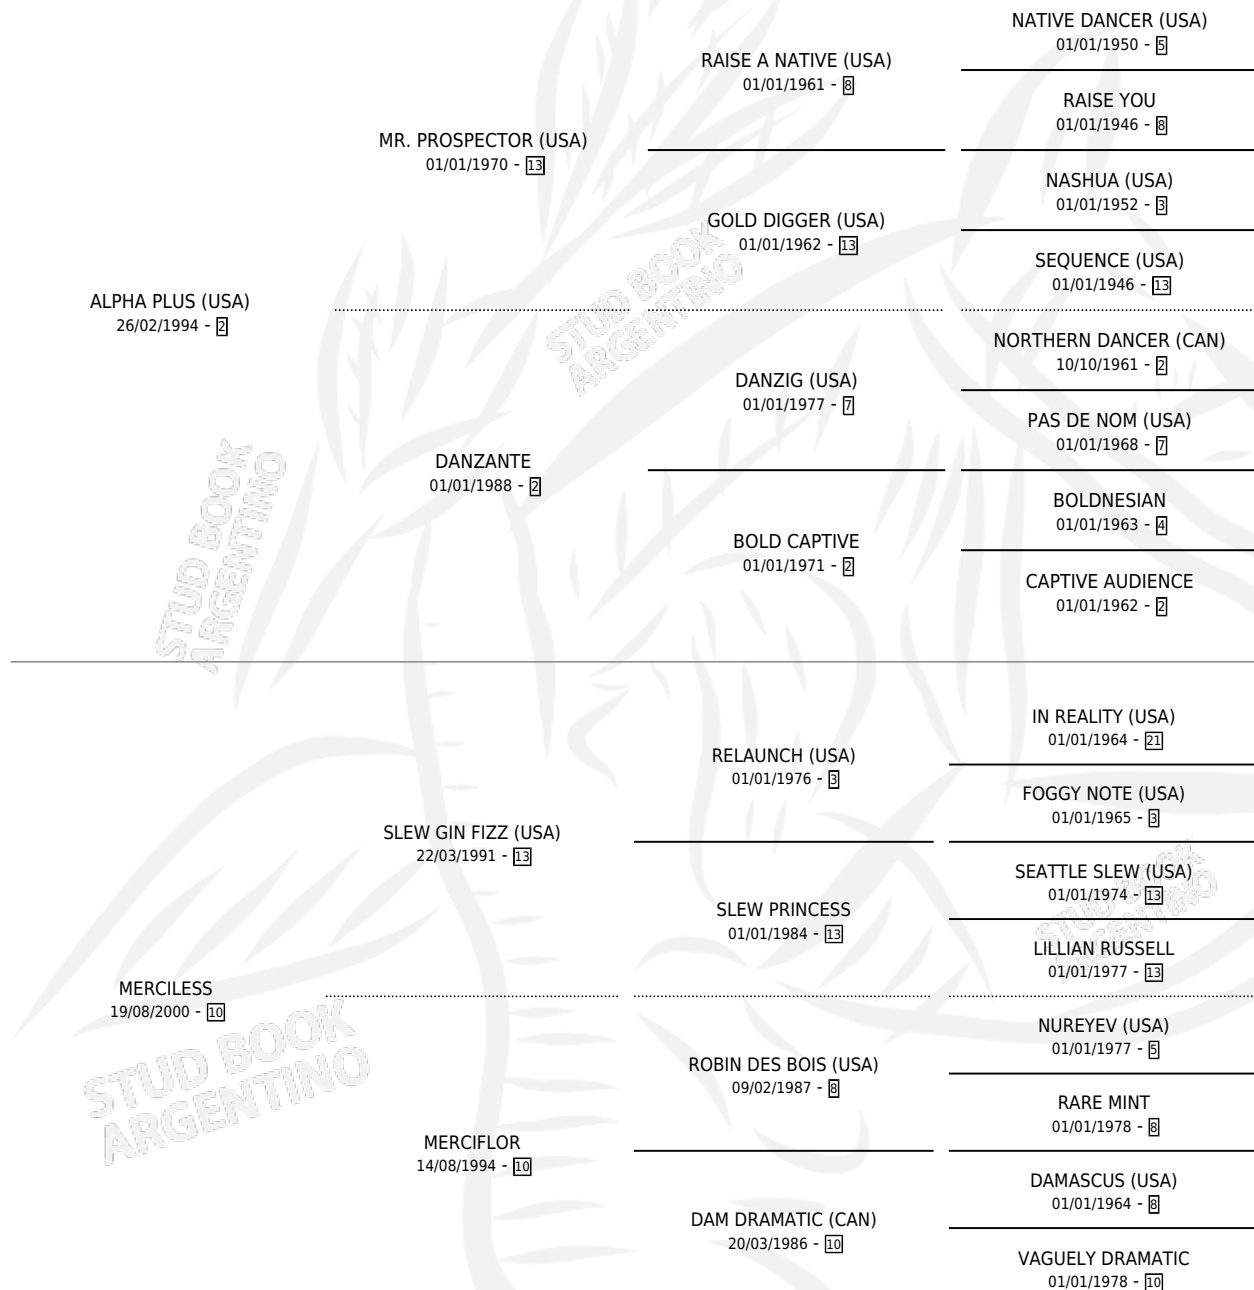 NATIVE DANCER (USA)
01/01/1950 - 5
RAISE A NATIVE (USA)
01/01/1961 - 8
RAISE YOU
01/01/1946 - 8
MR. PROSPECTOR (USA)
01/01/1970 - 13
NASHUA (USA)
01/01/1952 - 3
GOLD DIGGER (USA)
01/01/1962 - 13
SEQUENCE (USA)
01/01/1946 - 13
ALPHA PLUS (USA)
26/02/1994 - 2
STUD BOOK
ARGENTINO
NORTHERN DANCER (CAN)
10/10/1961 - 2
DANZIG (USA)
01/01/1977 - 7
PAS DE NOM (USA)
01/01/1968 - 7
DANZANTE
01/01/1988 - 2
BOLDNESIAN
01/01/1963 - 4
BOLD CAPTIVE
01/01/1971 - 2
CAPTIVE AUDIENCE
01/01/1962 - 2
STUD BOOK
ARGENTINO
IN REALITY (USA)
01/01/1964 - 21
RELAUNCH (USA)
01/01/1976 - 3
FOGGY NOTE (USA)
01/01/1965 - 3
SLEW GIN FIZZ (USA)
22/03/1991 - 13
SEATTLE SLEW (USA)
01/01/1974 - 13
SLEW PRINCESS
01/01/1984 - 13
STUD BOOK
ARGENTINO
LILLIAN RUSSELL
01/01/1977 - 13
MERCILESS
19/08/2000 - 10
NUREYEV (USA)
01/01/1977 - 5
ROBIN DES BOIS (USA)
09/02/1987 - 8
RARE MINT
01/01/1978 - 8
STUD BOOK
ARGENTINO
MERCIFLOR
14/08/1994 - 10
DAMASCUS (USA)
01/01/1964 - 8
DAM DRAMATIC (CAN)
20/03/1986 - 10
VAGUELY DRAMATIC
01/01/1978 - 10